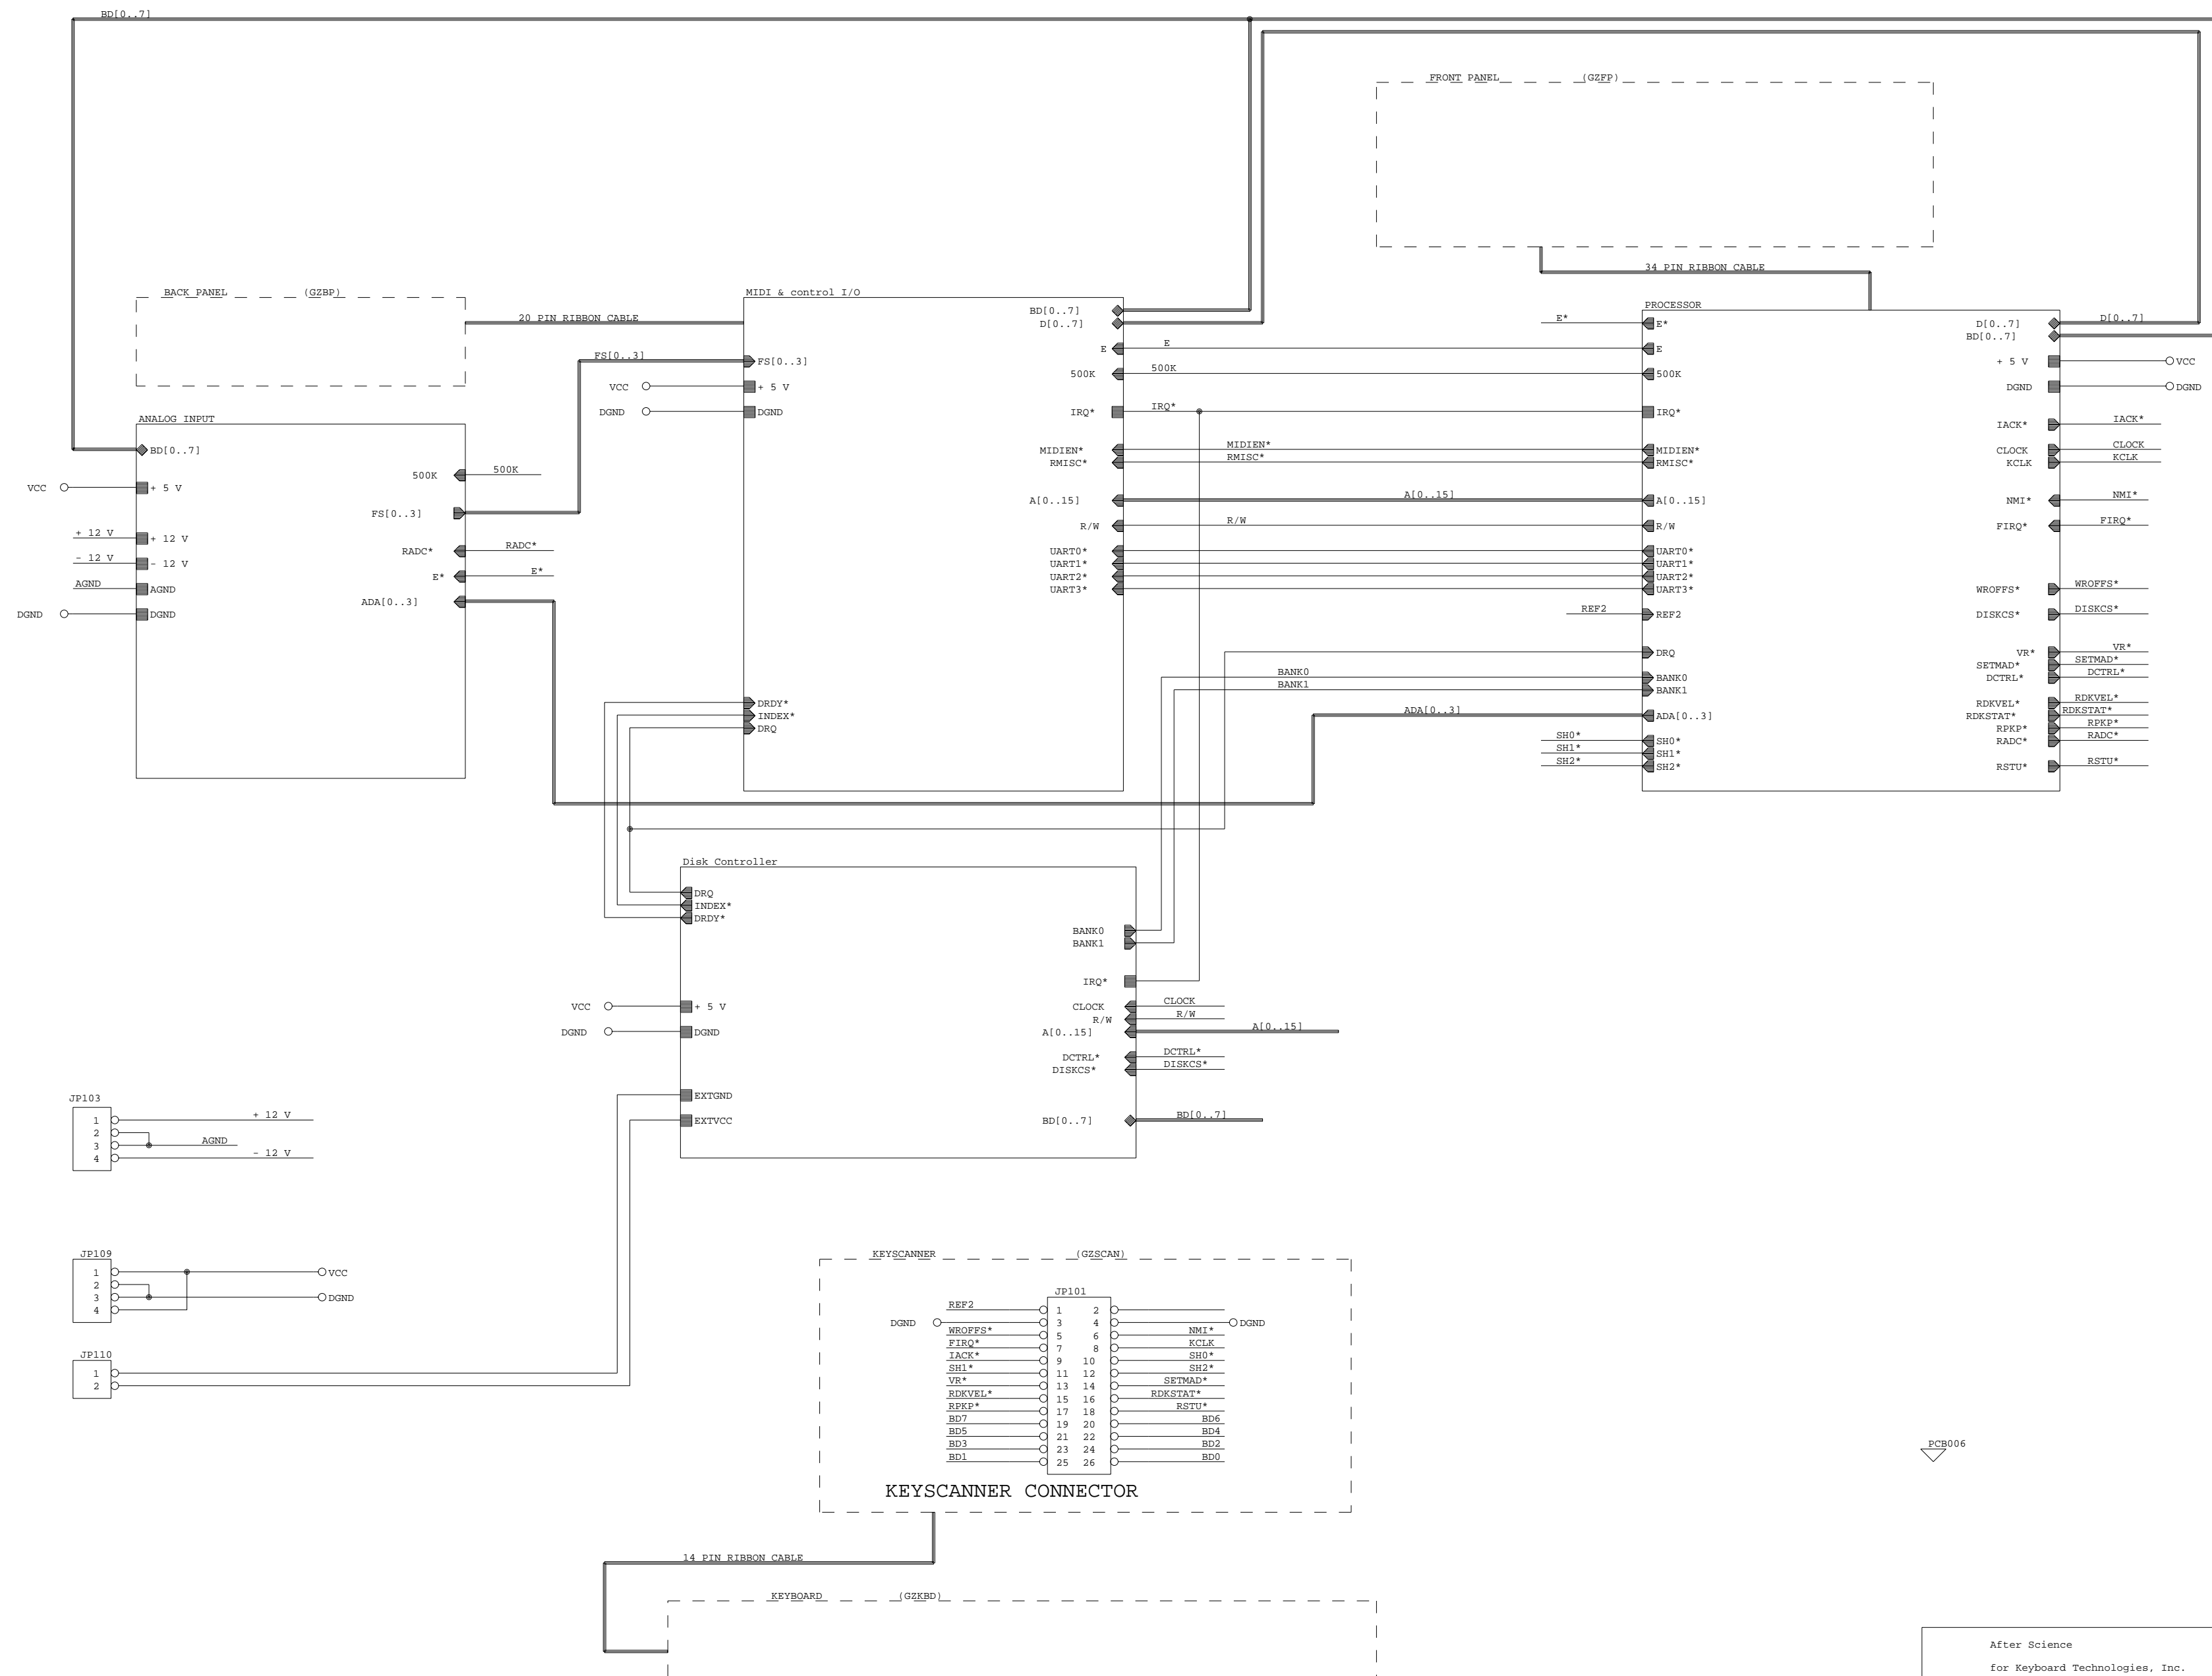 BD[0..7]
FRONT PANEL (GZFP)
34 PIN RIBBON CABLE
BACK PANEL (GZBP)
20 PIN RIBBON CABLE
MIDI & control I/O
BD[0..7]
D[0..7]
FS[0..3]
FS[0..3]
E
E
VCC
+ 5 V
500K
500K
DGND
DGND
IRQ*
IRQ*
MIDIEN*
MIDIEN*
RMISC*
RMISC*
A[0..15]
A[0..15]
R/W
R/W
UART0*
UART1*
UART2*
UART3*
DRDY*
INDEX*
DRQ
PROCESSOR
E*
E*
D[0..7]
D[0..7]
BD[0..7]
E
+ 5 V
VCC
500K
DGND
DGND
IRQ*
IACK*
IACK*
MIDIEN*
CLOCK
CLOCK
RMISC*
KCLK
KCLK
A[0..15]
NMI*
NMI*
R/W
FIRQ*
FIRQ*
UART0*
UART1*
UART2*
UART3*
WROFFS*
WROFFS*
REF2
REF2
DISKCS*
DISKCS*
DRQ
VR*
VR*
SETMAD*
SETMAD*
BANK0
BANK0
DCTRL*
DCTRL*
BANK1
BANK1
RDKVEL*
RDKVEL*
ADA[0..3]
ADA[0..3]
RDKSTAT*
RDKSTAT*
RPKP*
RPKP*
SH0*
SH0*
RADC*
RADC*
SH1*
SH1*
SH2*
SH2*
RSTU*
RSTU*
ANALOG INPUT
BD[0..7]
500K
500K
VCC
+ 5 V
FS[0..3]
+ 12 V
+ 12 V
RADC*
RADC*
- 12 V
- 12 V
E*
E*
AGND
AGND
ADA[0..3]
DGND
DGND
Disk Controller
DRQ
INDEX*
DRDY*
BANK0
BANK1
IRQ*
VCC
+ 5 V
CLOCK
CLOCK
R/W
R/W
DGND
DGND
A[0..15]
A[0..15]
DCTRL*
DCTRL*
DISKCS*
DISKCS*
EXTGND
EXTVCC
BD[0..7]
BD[0..7]
JP103
1 + 12 V
2
3 AGND
4 - 12 V
JP109
1 VCC
2
3 DGND
4
JP110
1
2
KEYSCANNER (GZSCAN)
JP101
REF2 1 2
DGND 3 4 DGND
WROFFS* 5 6 NMI*
FIRQ* 7 8 KCLK
IACK* 9 10 SH0*
SH1* 11 12 SH2*
VR* 13 14 SETMAD*
RDKVEL* 15 16 RDKSTAT*
RPKP* 17 18 RSTU*
BD7 19 20 BD6
BD5 21 22 BD4
BD3 23 24 BD2
BD1 25 26 BD0
KEYSCANNER CONNECTOR
14 PIN RIBBON CABLE
KEYBOARD (GZKBD)
PCB006
After Science
for Keyboard Technologies, Inc.